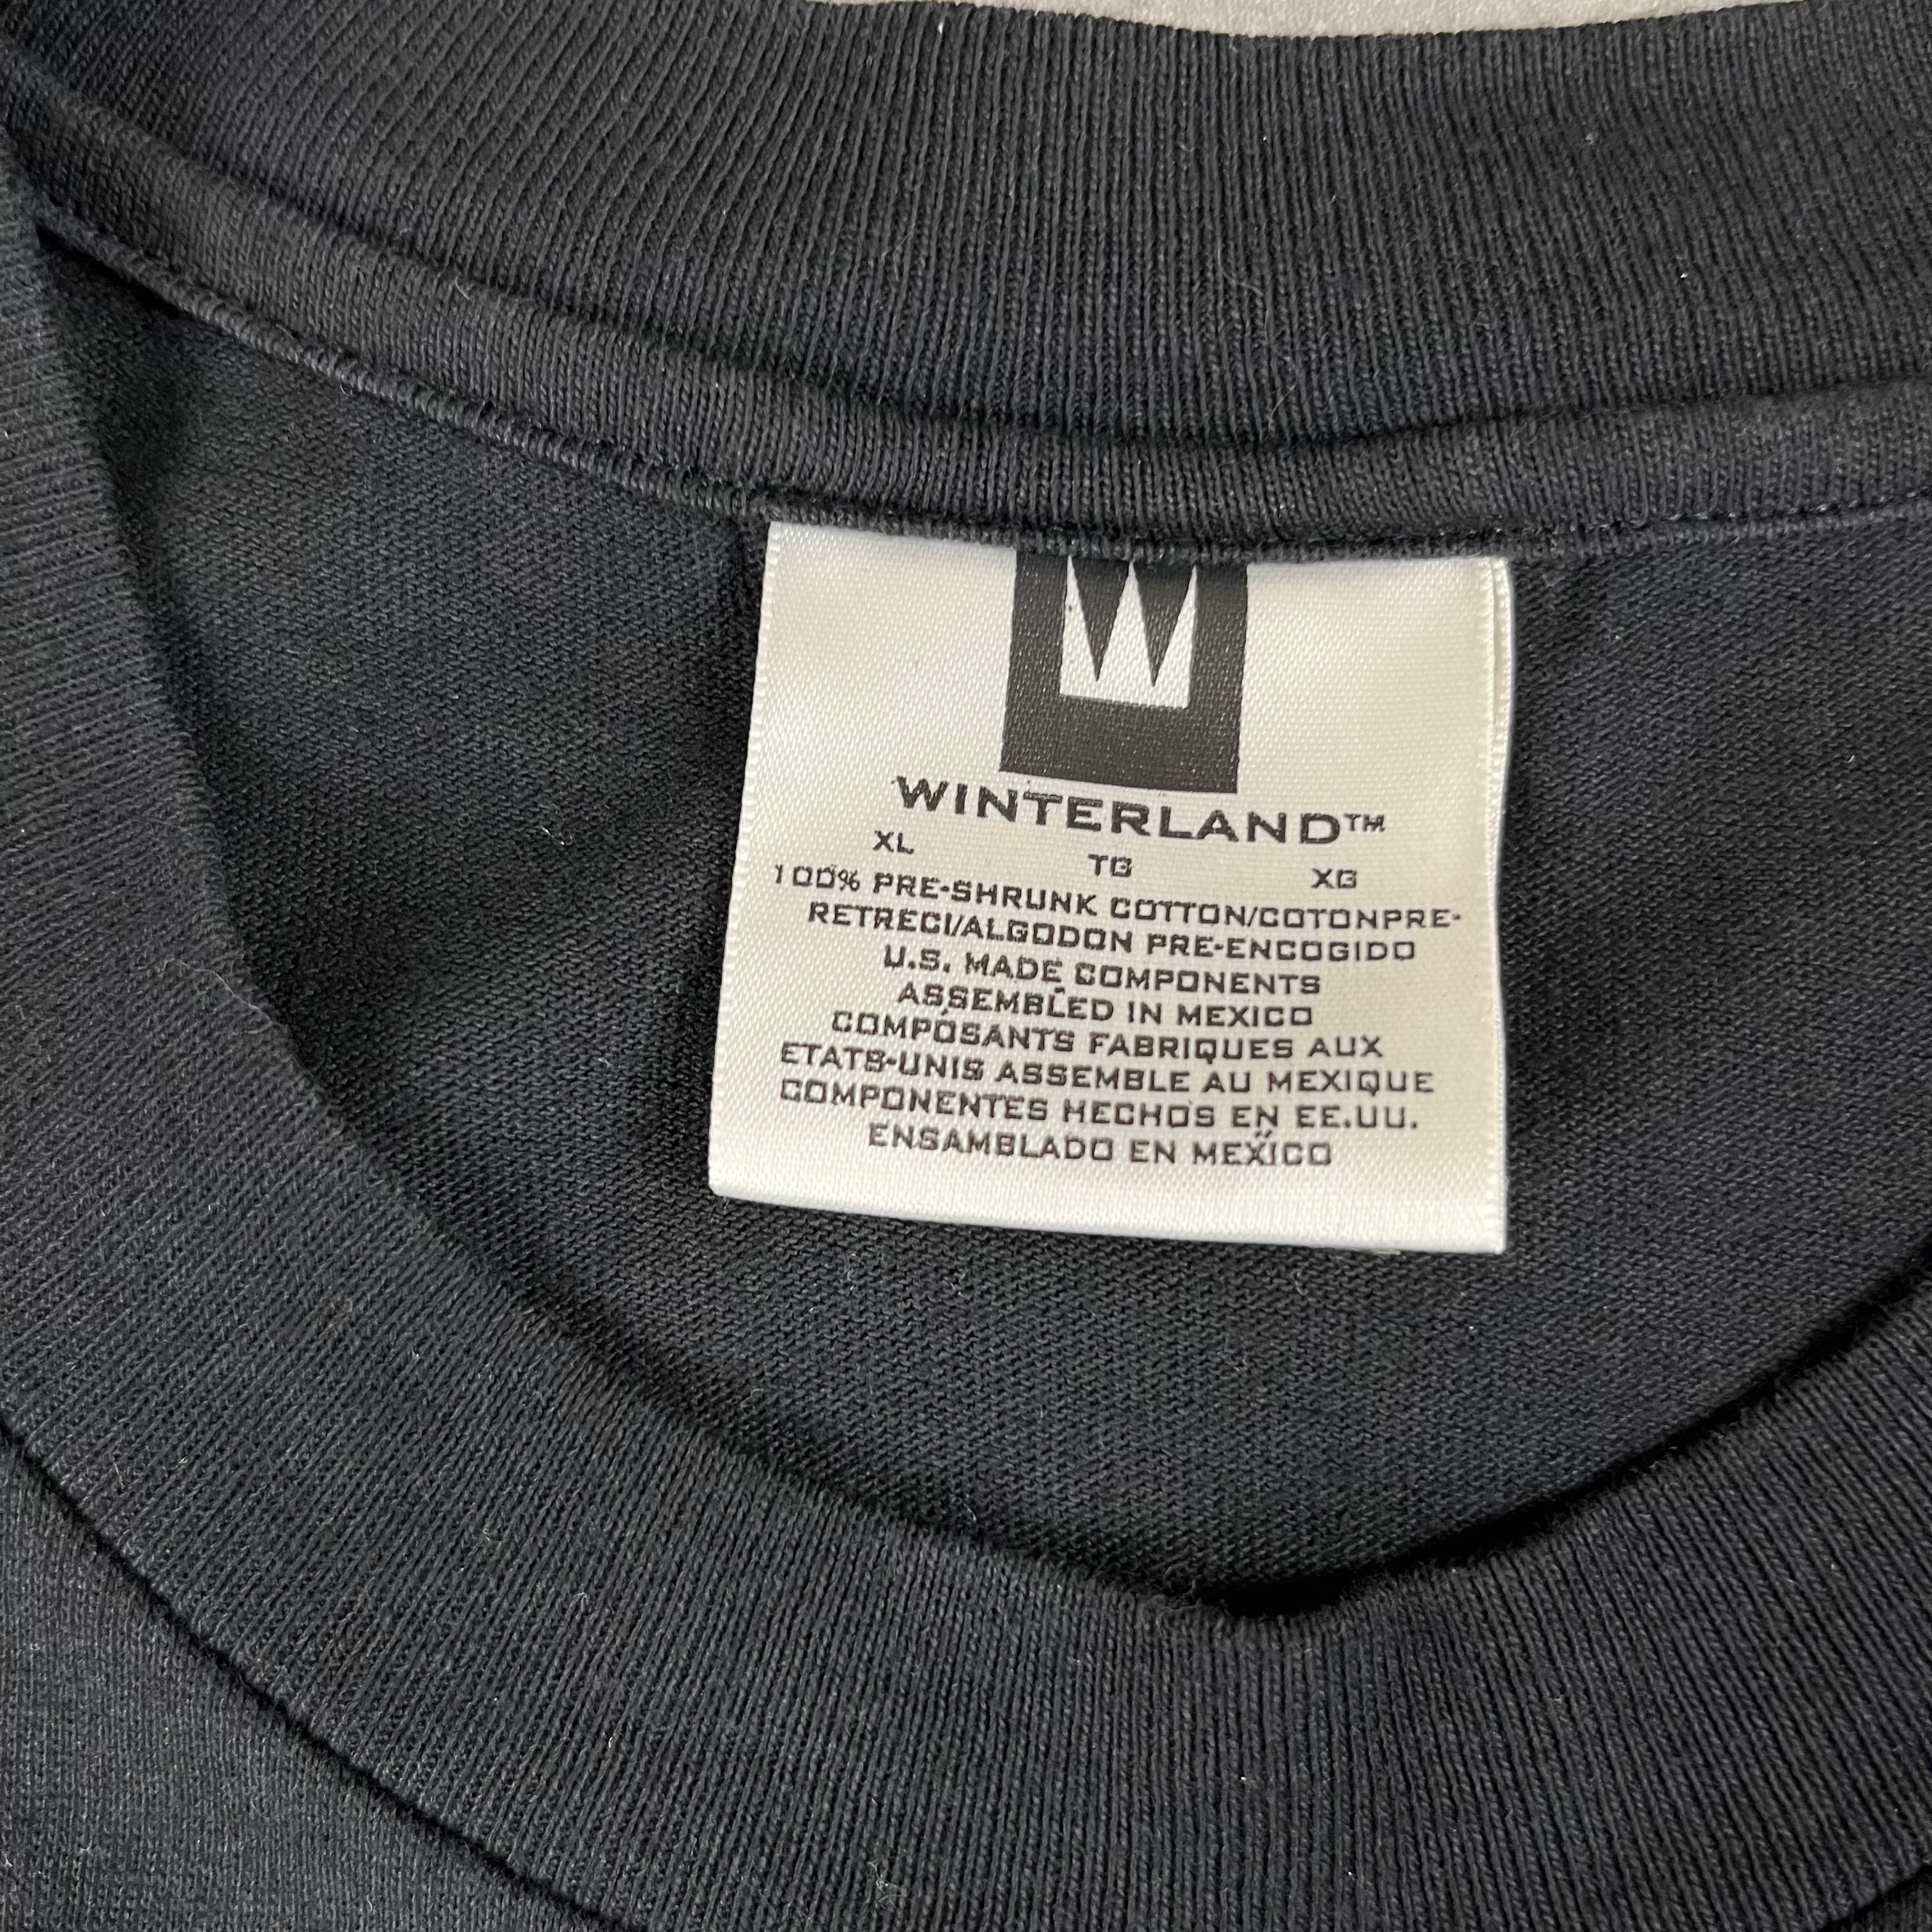 W
WINTERLAND™
XL TG XG
100% PRE-SHRUNK COTTON/COTONPRE-
RETRECI/ALGODON PRE-ENCOGIDO
U.S. MADE COMPONENTS
ASSEMBLED IN MEXICO
COMPOSANTS FABRIQUES AUX
ETATS-UNIS ASSEMBLE AU MEXIQUE
COMPONENTES HECHOS EN EE.UU.
ENSAMBLADO EN MEXICO